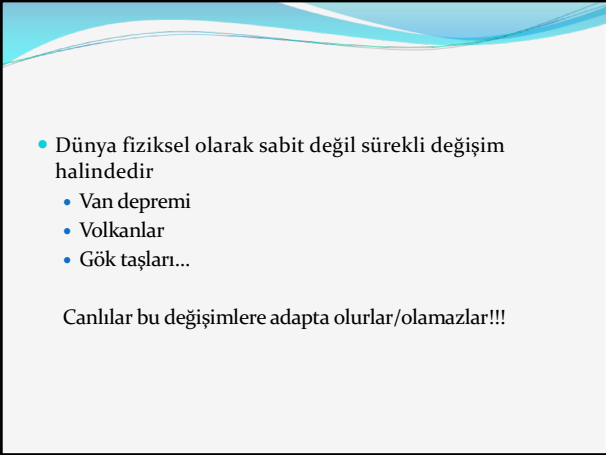 Dünya fiziksel olarak sabit değil sürekli değişim
halindedir
Van depremi
Volkanlar
Gök taşları...
Canlılar bu değişimlere adapta olurlar/olamazlar!!!